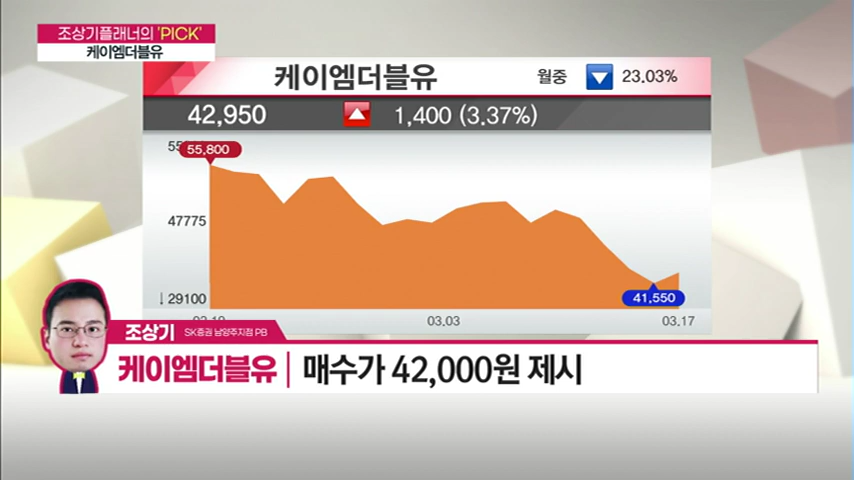 조상기플래너의 'PICK'
케이엠더블유
케이엠더블유 월중 ▼ 23.03%
42,950 ▲ 1,400 (3.37%)
55,800
47775
↓29100
41,550
03.03
03.17
조상기 SK증권 남양주지점 PB
케이엠더블유 | 매수가 42,000원 제시